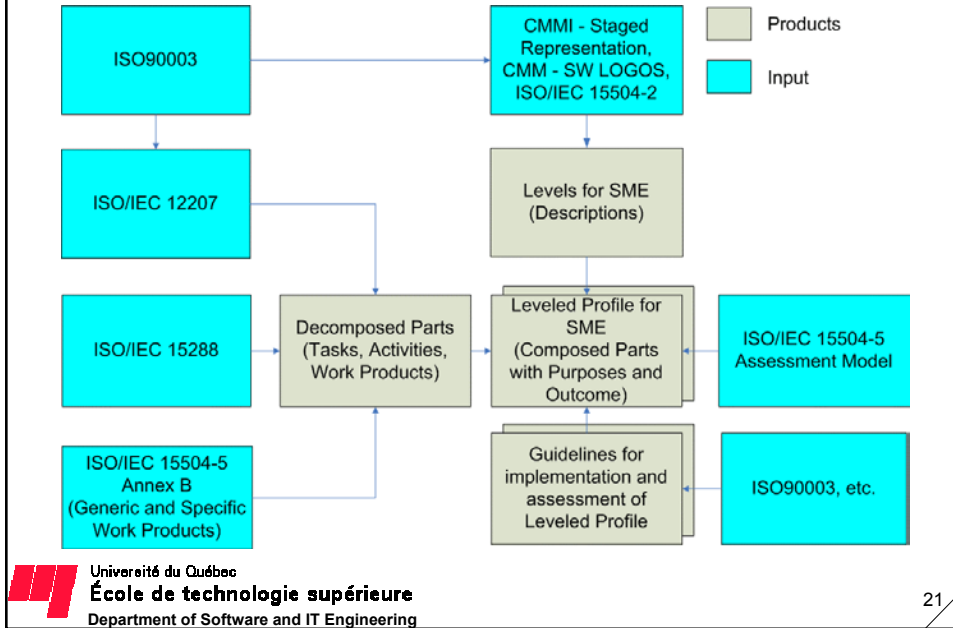 ISO90003
CMMI - Staged
Representation,
CMM - SW LOGOS,
ISO/IEC 15504-2
Products
Input
ISO/IEC 12207
Levels for SME
(Descriptions)
ISO/IEC 15288
Decomposed Parts
(Tasks, Activities,
Work Products)
Leveled Profile for
SME
(Composed Parts
with Purposes and
Outcome)
ISO/IEC 15504-5
Assessment Model
ISO/IEC 15504-5
Annex B
(Generic and Specific
Work Products)
Guidelines for
implementation and
assessment of
Leveled Profile
ISO90003, etc.
Université du Québec
École de technologie supérieure
Department of Software and IT Engineering
21